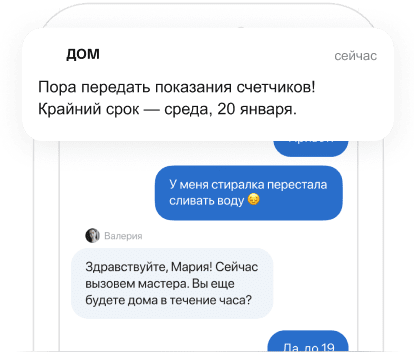 ДОМ
сейчас
Пора передать показания счетчиков!
Крайний срок — среда, 20 января.
У меня стиралка перестала
сливать воду 😔
Валерия
Здравствуйте, Мария! Сейчас
вызовем мастера. Вы еще
будете дома в течение часа?
Да, до 19